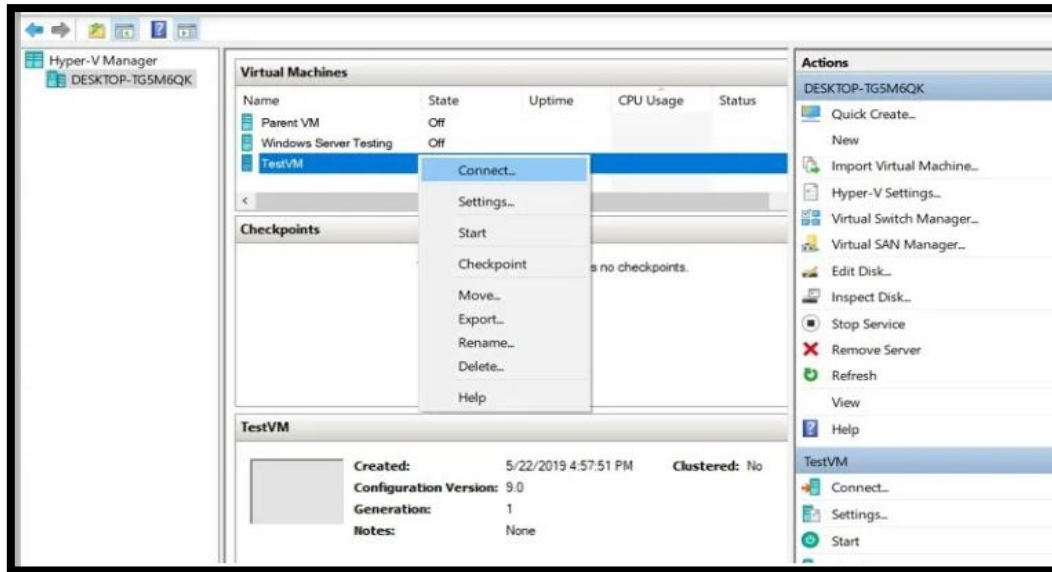 Hyper-V Manager
DESKTOP-TG5M6QK
Virtual Machines
Name State Uptime CPU Usage Status
Parent VM Off
Windows Server Testing Off
TestVM
Connect...
Settings...
Start
Checkpoint
Move...
Export...
Rename...
Delete...
Help
Checkpoints
s no checkpoints.
TestVM
Created: 5/22/2019 4:57:51 PM Clustered: No
Configuration Version: 9.0
Generation: 1
Notes: None
Actions
DESKTOP-TG5M6QK
Quick Create...
New
Import Virtual Machine...
Hyper-V Settings...
Virtual Switch Manager...
Virtual SAN Manager...
Edit Disk...
Inspect Disk...
Stop Service
Remove Server
Refresh
View
Help
TestVM
Connect...
Settings...
Start